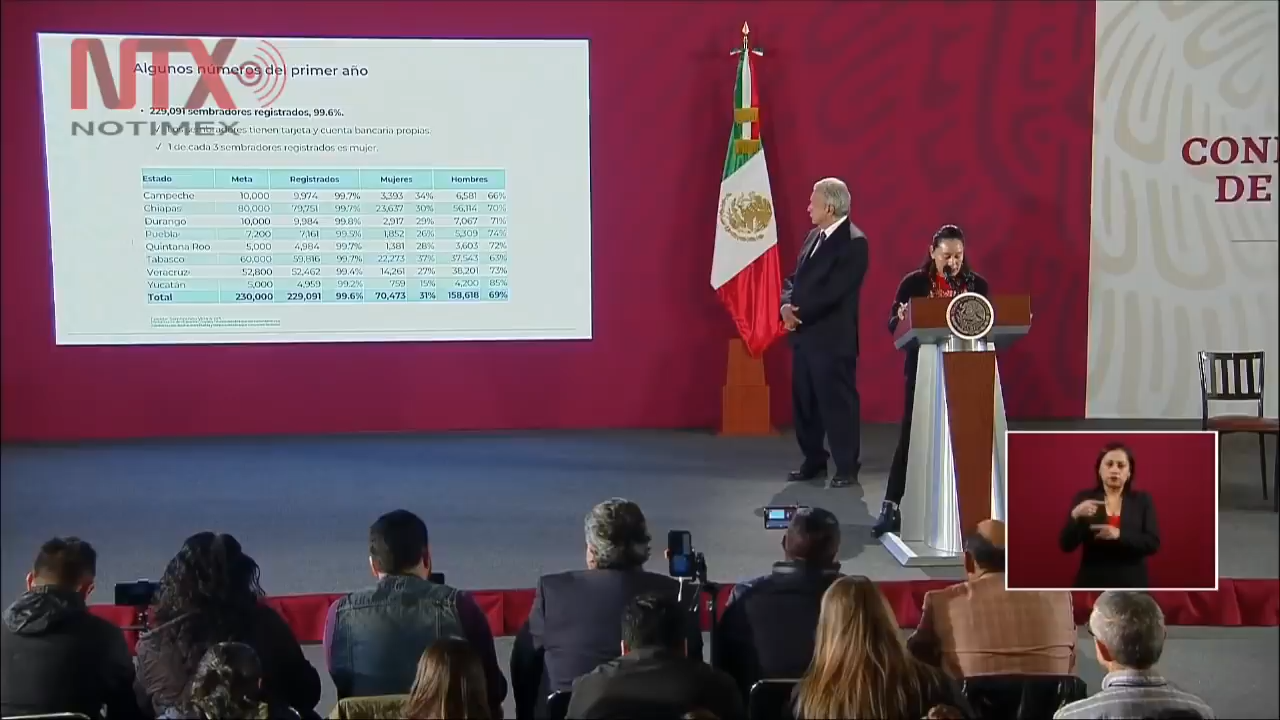 NTX
NOTIMEX
Algunos números del primer año
• 229,091 sembradores registrados, 99.6%.
✓ Los sembradores tienen tarjeta y cuenta bancaria propias.
✓ 1 de cada 3 sembradores registrados es mujer.
Estado Meta Registrados Mujeres Hombres
Campeche 10,000 9,974 99.7% 3,393 34% 6,581 66%
Chiapas 80,000 79,751 99.7% 23,637 30% 56,114 70%
Durango 10,000 9,984 99.8% 2,917 29% 7,067 71%
Puebla 7,200 7,161 99.5% 1,852 26% 5,309 74%
Quintana Roo 5,000 4,984 99.7% 1,381 28% 3,603 72%
Tabasco 60,000 59,816 99.7% 22,273 37% 37,543 63%
Veracruz 52,800 52,462 99.4% 14,261 27% 38,201 73%
Yucatán 5,000 4,959 99.2% 759 15% 4,200 85%
Total 230,000 229,091 99.6% 70,473 31% 158,618 69%
CON
DE